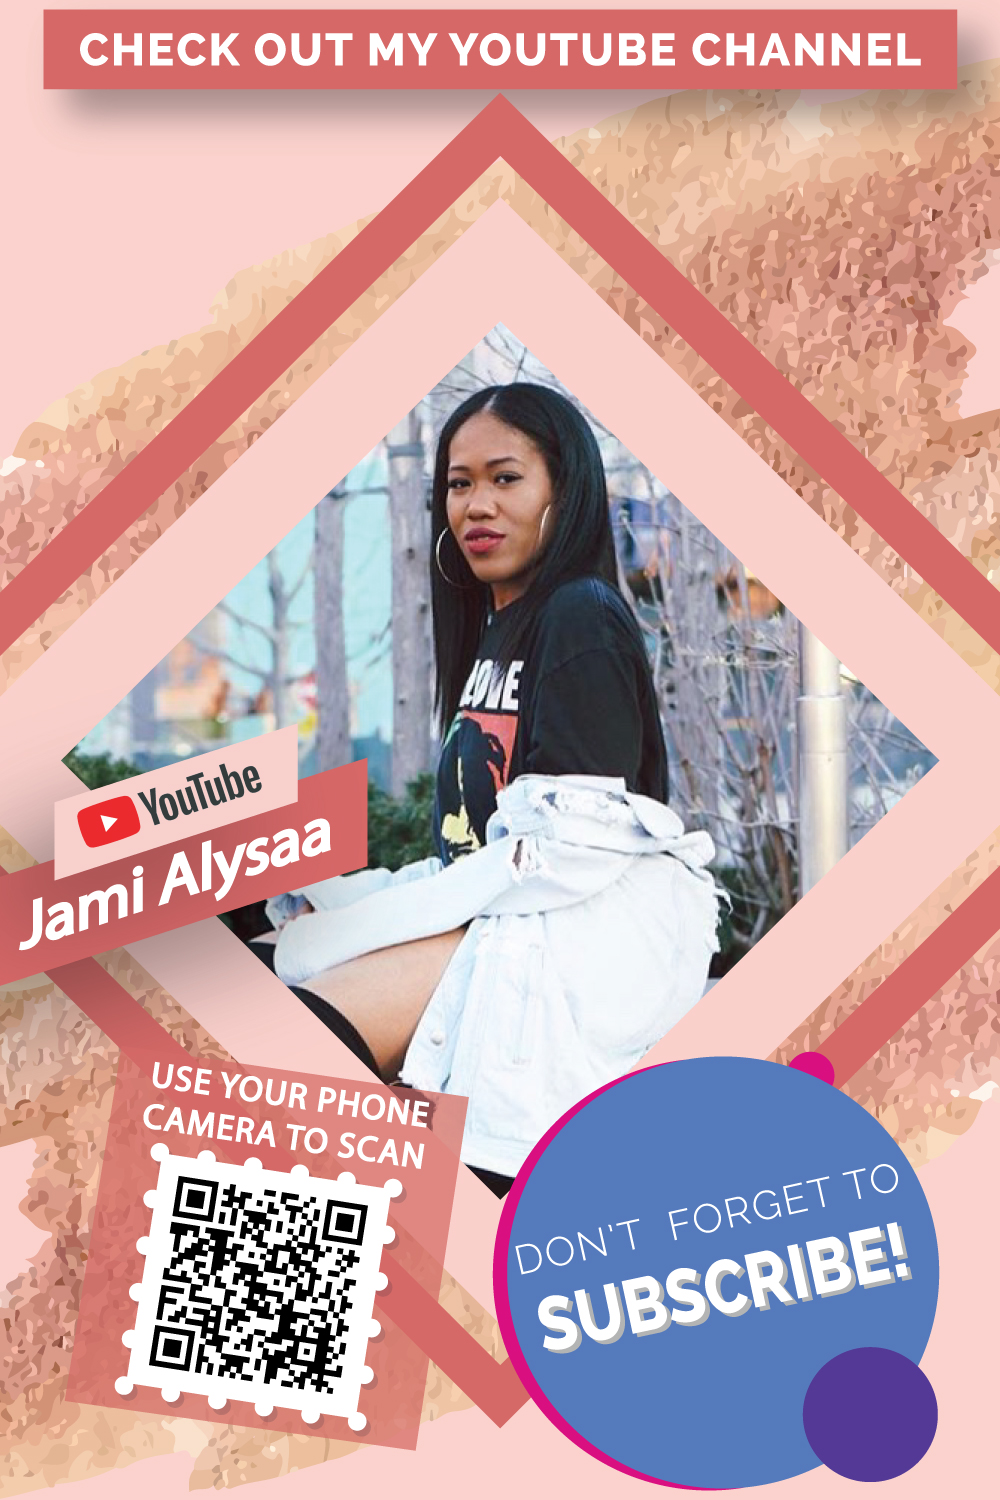 CHECK OUT MY YOUTUBE CHANNEL
LOVE
YouTube
Jami Alysaa
USE YOUR PHONE
CAMERA TO SCAN
DON'T FORGET TO
SUBSCRIBE!